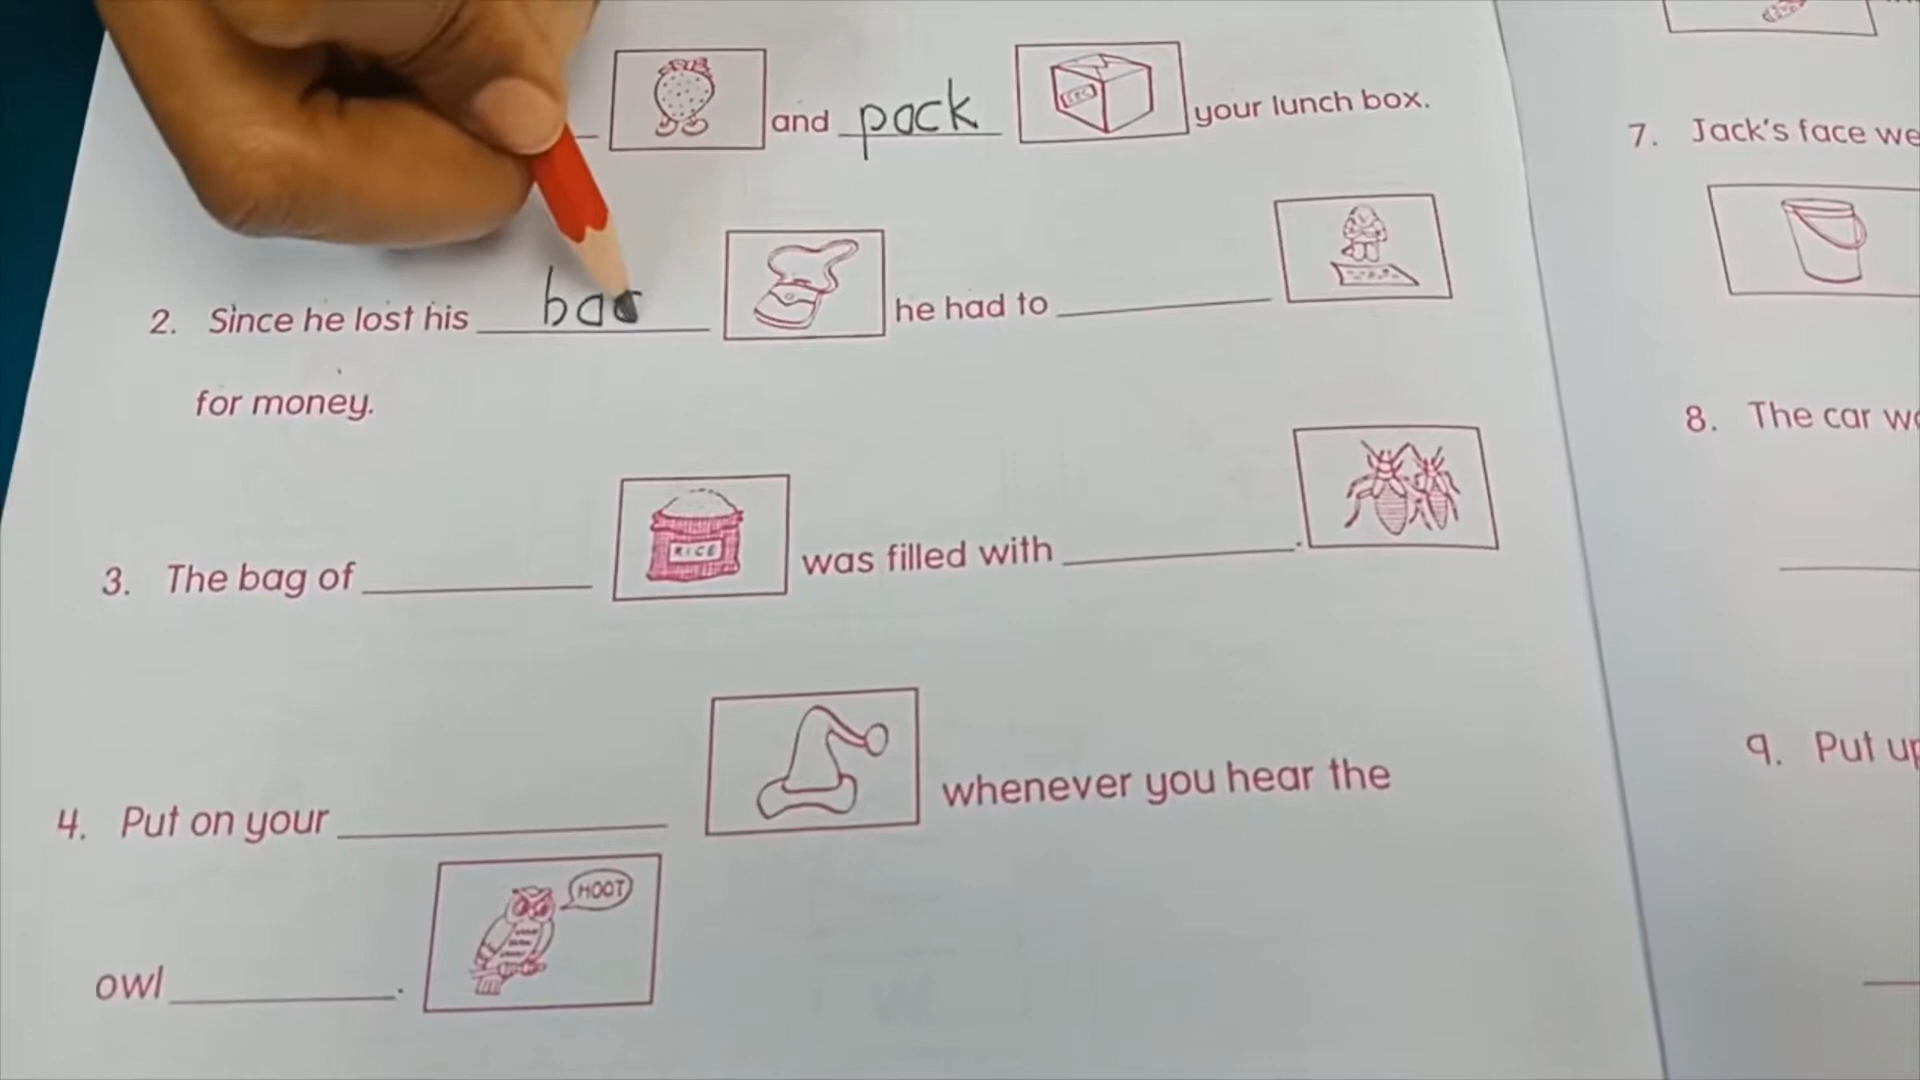 and pack your lunch box.
2. Since he lost his bag he had to
for money.
RICE
3. The bag of was filled with .
4. Put on your whenever you hear the
HOOT
owl .
7. Jack's face we
8. The car
9. Put up